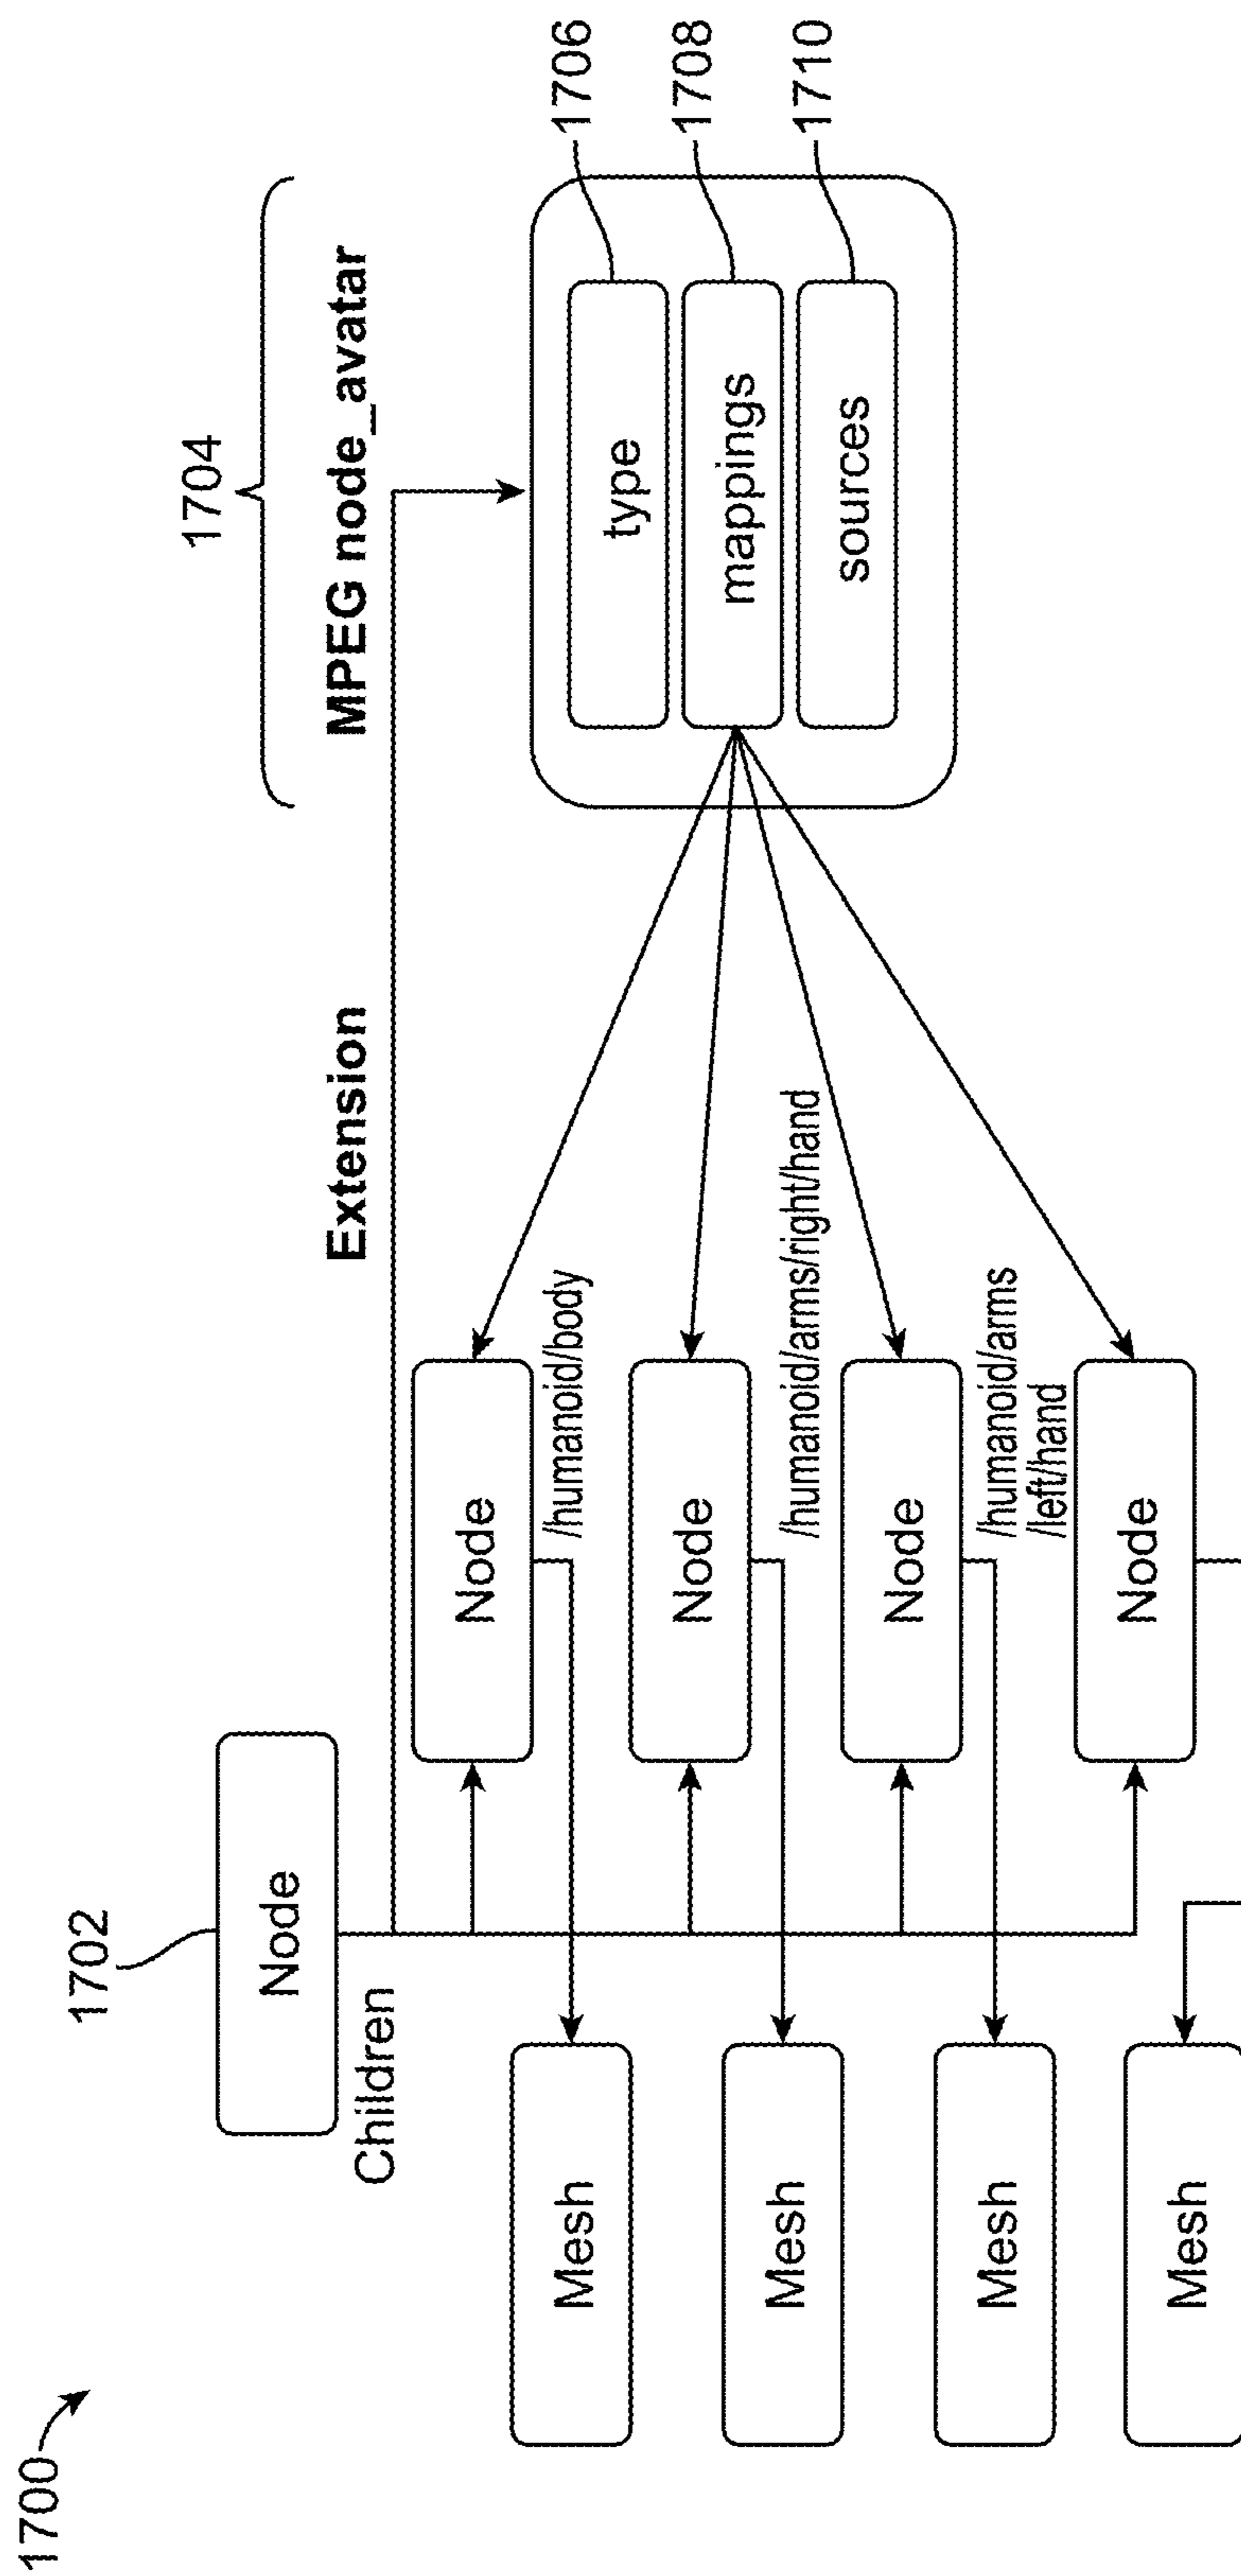 1700
1702
Node
Children
Extension
1704
MPEG node_avatar
Node
/humanoid/body
Mesh
type
1706
Node
/humanoid/arms/right/hand
Mesh
mappings
1708
Node
/humanoid/arms
/left/hand
Mesh
sources
1710
Node
Mesh